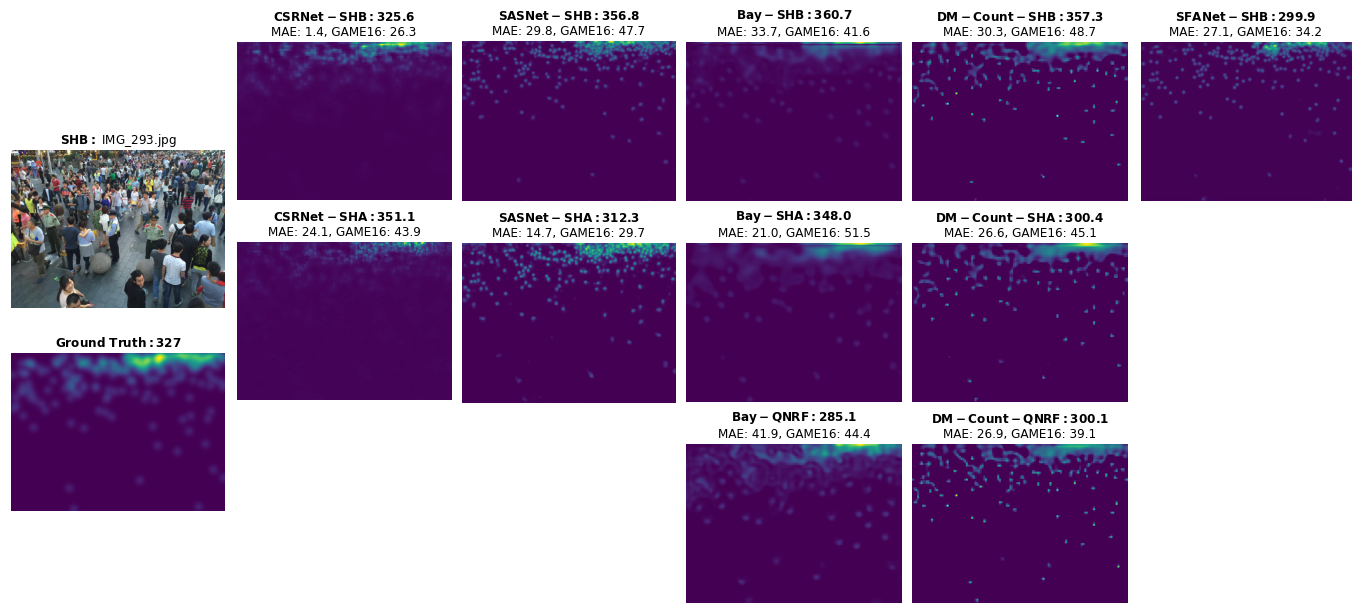 CSRNet−SHB: 325.6
MAE: 1.4, GAME16: 26.3
SASNet−SHB: 356.8
MAE: 29.8, GAME16: 47.7
Bay−SHB: 360.7
MAE: 33.7, GAME16: 41.6
DM−Count−SHB: 357.3
MAE: 30.3, GAME16: 48.7
SFANet−SHB: 299.9
MAE: 27.1, GAME16: 34.2
SHB: IMG_293.jpg
CSRNet−SHA: 351.1
MAE: 24.1, GAME16: 43.9
SASNet−SHA: 312.3
MAE: 14.7, GAME16: 29.7
Bay−SHA: 348.0
MAE: 21.0, GAME16: 51.5
DM−Count−SHA: 300.4
MAE: 26.6, GAME16: 45.1
Ground Truth: 327
Bay−QNRF: 285.1
MAE: 41.9, GAME16: 44.4
DM−Count−QNRF: 300.1
MAE: 26.9, GAME16: 39.1